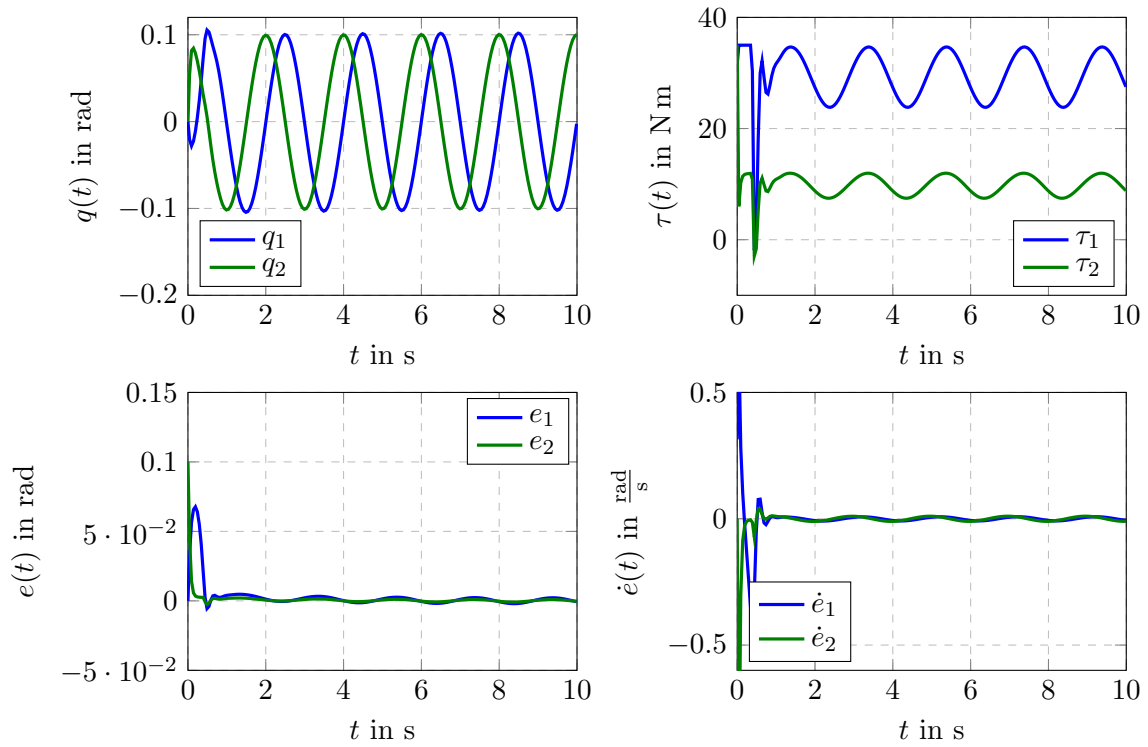 0.1
0
−0.1
−0.2
q(t) in rad
q₁
q₂
0 2 4 6 8 10
t in s
40
20
0
τ(t) in N m
τ₁
τ₂
0 2 4 6 8 10
t in s
0.15
0.1
5 · 10⁻²
0
−5 · 10⁻²
e(t) in rad
e₁
e₂
0 2 4 6 8 10
t in s
0.5
0
−0.5
ė(t) in rad/s
ė₁
ė₂
0 2 4 6 8 10
t in s